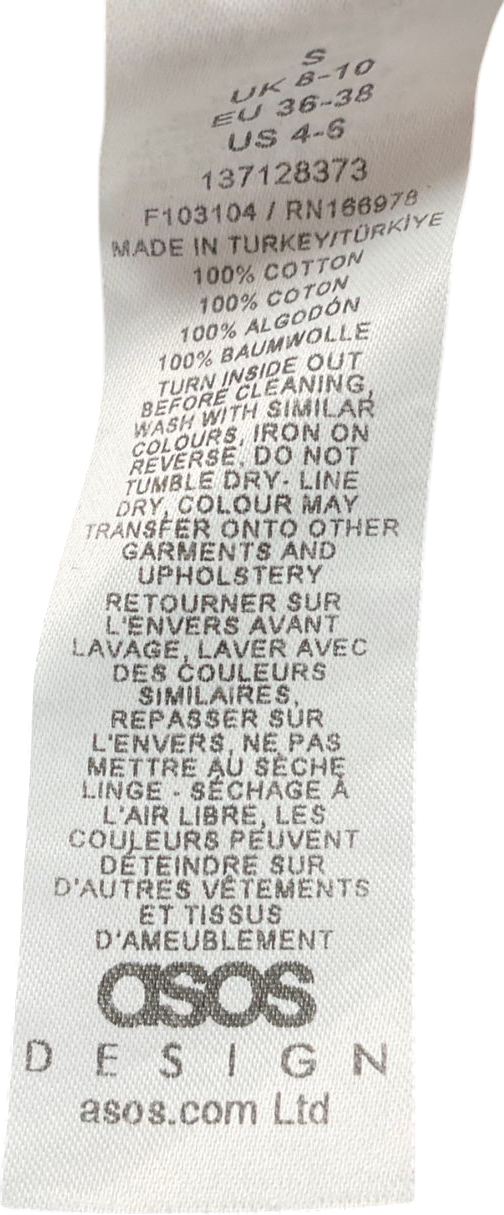 S
UK 8-10
EU 36-38
US 4-6
137128373
F103104 / RN166978
MADE IN TURKEY/TÜRKİYE
100% COTTON
100% COTON
100% ALGODÓN
100% BAUMWOLLE
TURN INSIDE OUT
BEFORE CLEANING,
WASH WITH SIMILAR
COLOURS, IRON ON
REVERSE, DO NOT
TUMBLE DRY- LINE
DRY, COLOUR MAY
TRANSFER ONTO OTHER
GARMENTS AND
UPHOLSTERY
RETOURNER SUR
L'ENVERS AVANT
LAVAGE, LAVER AVEC
DES COULEURS
SIMILAIRES,
REPASSER SUR
L'ENVERS, NE PAS
METTRE AU SÈCHE
LINGE - SÉCHAGE À
L'AIR LIBRE, LES
COULEURS PEUVENT
DÉTEINDRE SUR
D'AUTRES VÊTEMENTS
ET TISSUS
D'AMEUBLEMENT
asos
DESIGN
asos.com Ltd